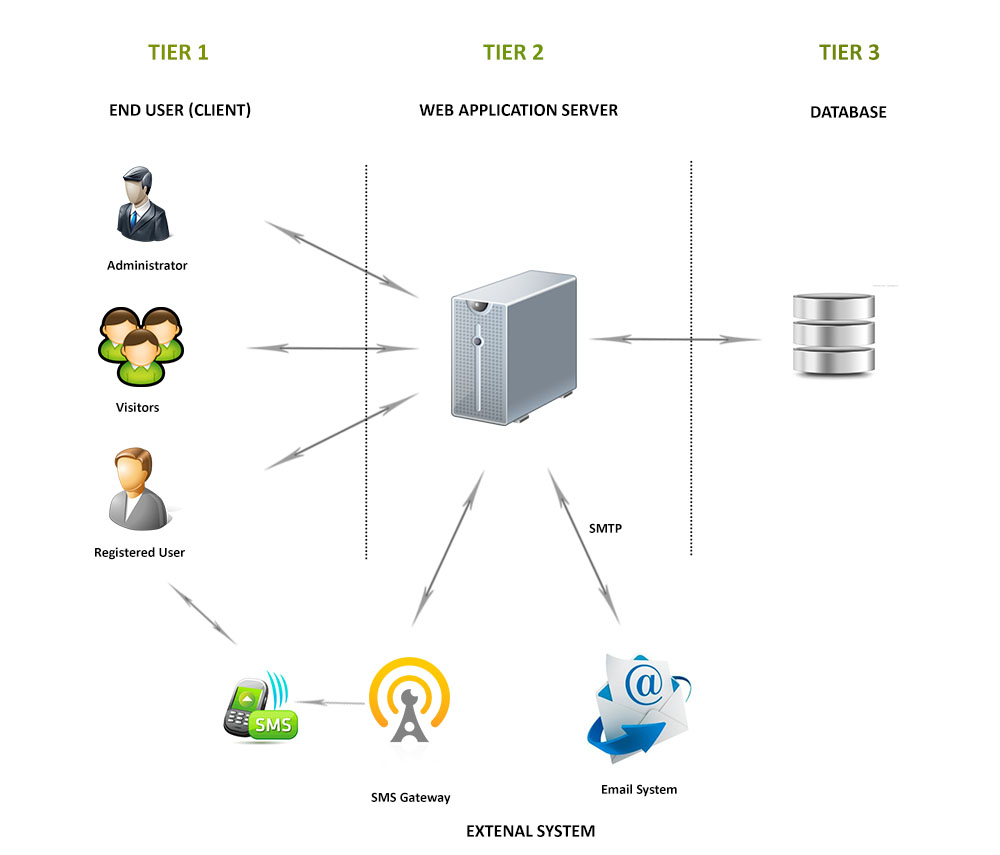 TIER 1
TIER 2
TIER 3
END USER (CLIENT)
WEB APPLICATION SERVER
DATABASE
Administrator
Visitors
Registered User
SMTP
SMS
@
SMS Gateway
Email System
EXTENAL SYSTEM